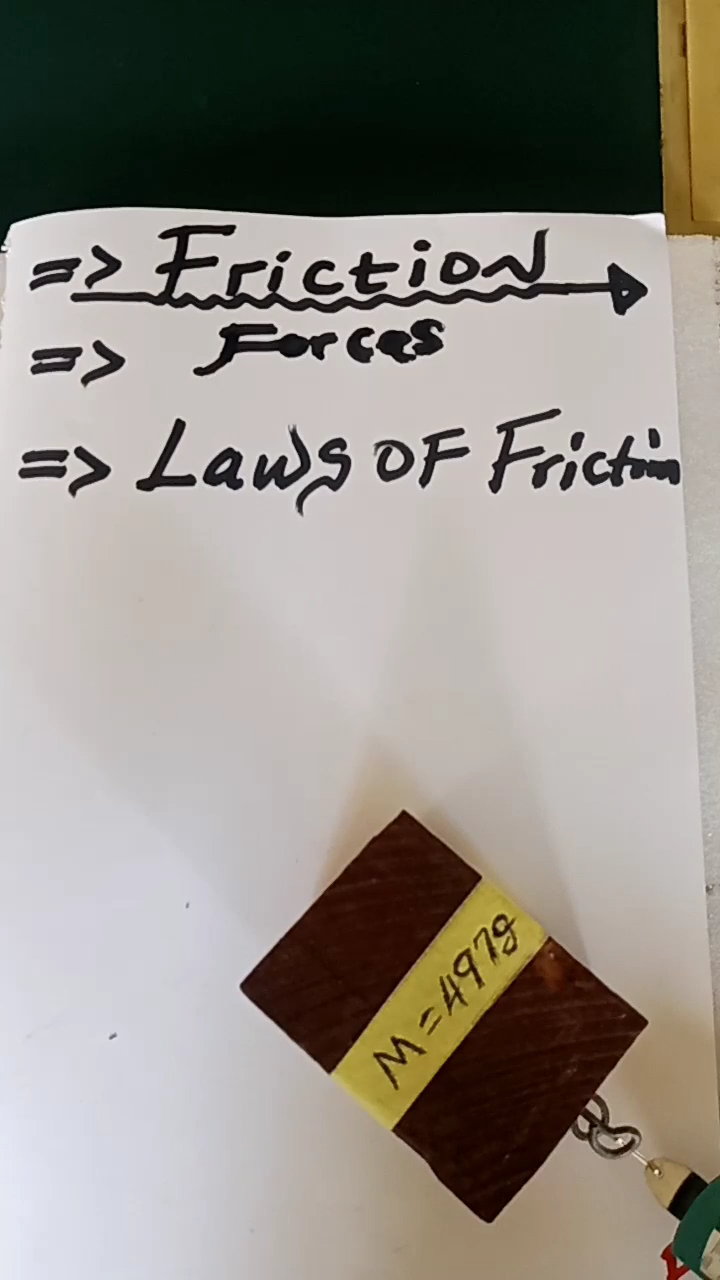 => Friction
=> Forces
=> Laws OF Friction
M=497g